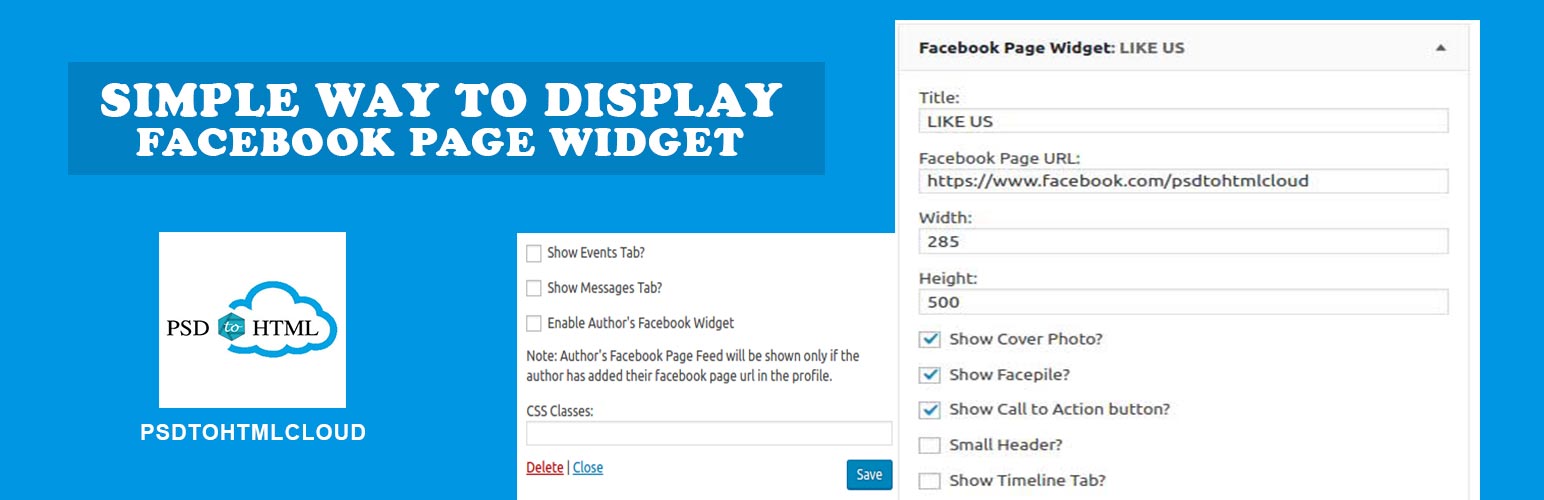 SIMPLE WAY TO DISPLAY
FACEBOOK PAGE WIDGET
PSD to HTML
PSDTOHTMLCLOUD
Show Events Tab?
Show Messages Tab?
Enable Author's Facebook Widget
Note: Author's Facebook Page Feed will be shown only if the
author has added their facebook page url in the profile.
CSS Classes:
Delete | Close
Save
Facebook Page Widget: LIKE US
Title:
LIKE US
Facebook Page URL:
https://www.facebook.com/psdtohtmlcloud
Width:
285
Height:
500
Show Cover Photo?
Show Facepile?
Show Call to Action button?
Small Header?
Show Timeline Tab?